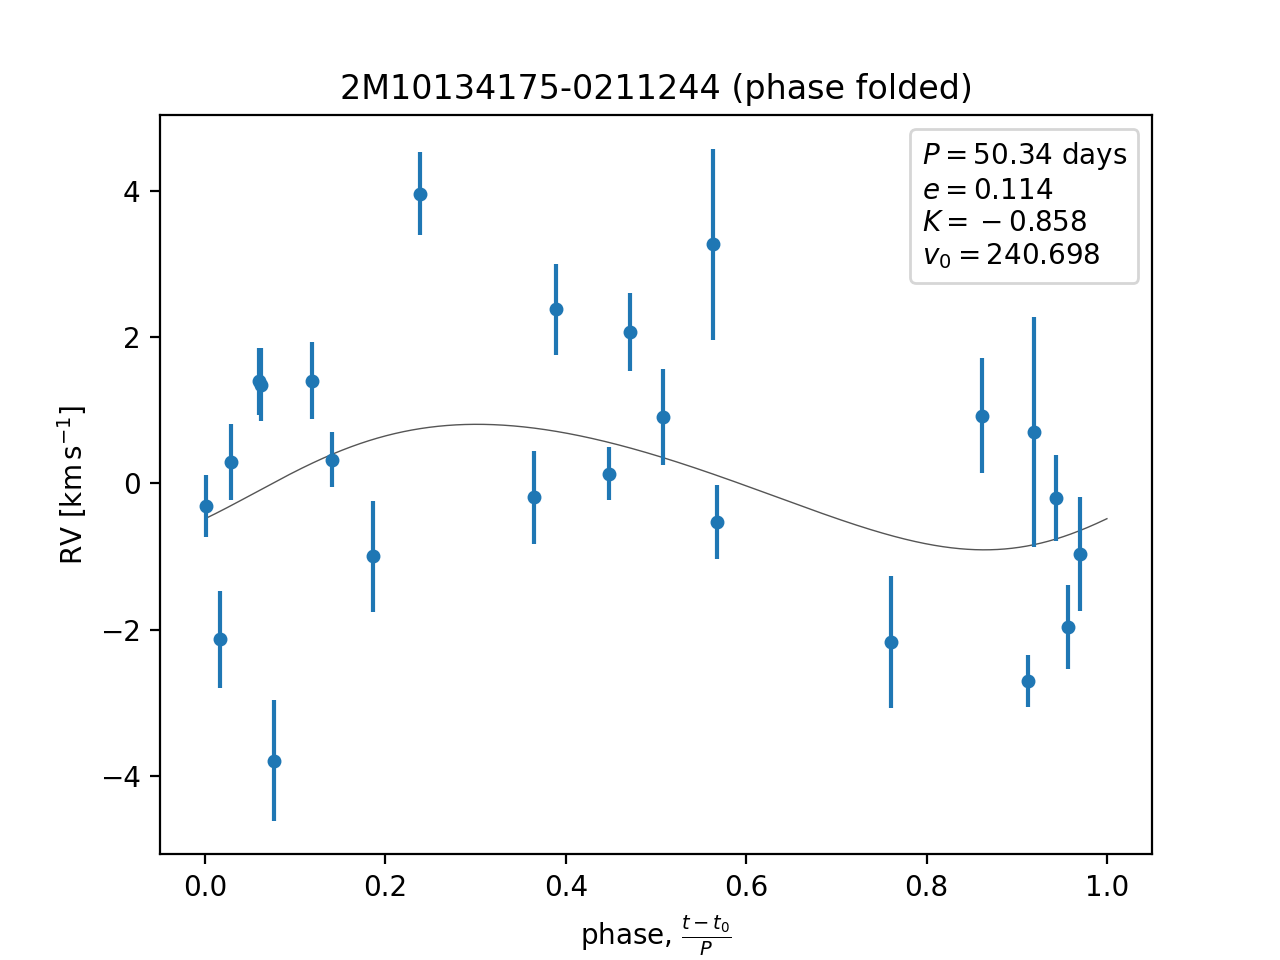 2M10134175-0211244 (phase folded)
P = 50.34 days
e = 0.114
K = −0.858
v₀ = 240.698
4
2
0
−2
−4
RV [km s⁻¹]
0.0 0.2 0.4 0.6 0.8 1.0
phase, (t − t₀)/P